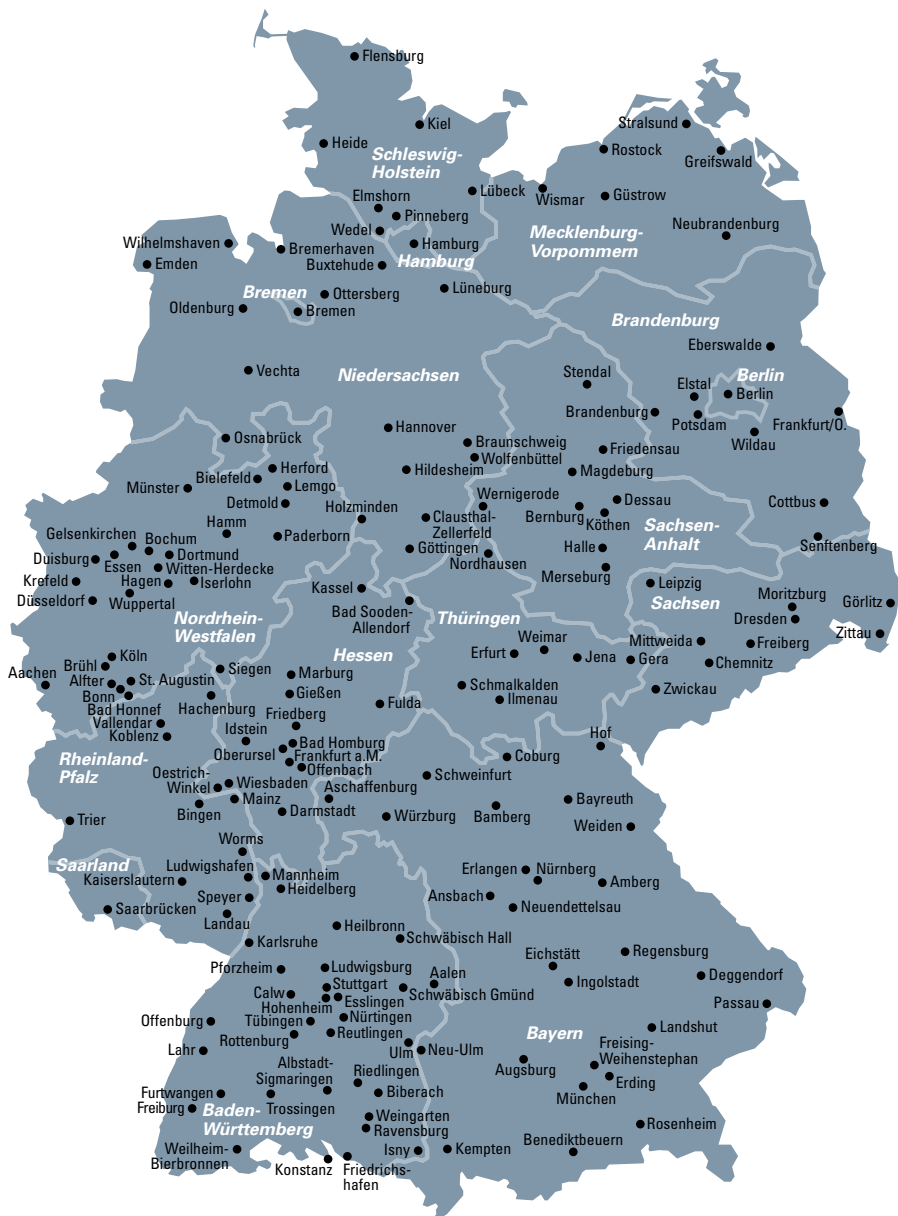 Flensburg
Kiel
Stralsund
Heide
Rostock
Greifswald
Schleswig-
Holstein
Lübeck
Wismar
Güstrow
Elmshorn
Pinneberg
Wedel
Mecklenburg-
Vorpommern
Neubrandenburg
Wilhelmshaven
Bremerhaven
Hamburg
Hamburg
Emden
Buxtehude
Lüneburg
Bremen
Ottersberg
Oldenburg
Bremen
Brandenburg
Eberswalde
Vechta
Niedersachsen
Stendal
Elstal
Berlin
Berlin
Brandenburg
Potsdam
Frankfurt/O.
Wildau
Hannover
Osnabrück
Braunschweig
Wolfenbüttel
Friedensau
Herford
Hildesheim
Magdeburg
Bielefeld
Lemgo
Münster
Detmold
Holzminden
Wernigerode
Dessau
Bernburg
Köthen
Cottbus
Hamm
Clausthal-
Zellerfeld
Sachsen-
Anhalt
Gelsenkirchen
Bochum
Paderborn
Senftenberg
Duisburg
Essen
Dortmund
Göttingen
Nordhausen
Halle
Witten-Herdecke
Merseburg
Krefeld
Hagen
Iserlohn
Kassel
Leipzig
Düsseldorf
Wuppertal
Bad Sooden-
Allendorf
Thüringen
Sachsen
Moritzburg
Görlitz
Nordrhein-
Westfalen
Dresden
Zittau
Hessen
Weimar
Erfurt
Jena
Gera
Mittweida
Freiberg
Chemnitz
Köln
Brühl
Siegen
Aachen
Alfter
St. Augustin
Marburg
Schmalkalden
Zwickau
Bonn
Gießen
Ilmenau
Bad Honnef
Hachenburg
Fulda
Vallendar
Friedberg
Koblenz
Idstein
Bad Homburg
Hof
Oberursel
Frankfurt a.M.
Coburg
Rheinland-
Pfalz
Offenbach
Oestrich-
Winkel
Wiesbaden
Schweinfurt
Mainz
Aschaffenburg
Bingen
Darmstadt
Würzburg
Bamberg
Bayreuth
Trier
Weiden
Worms
Saarland
Ludwigshafen
Mannheim
Erlangen
Nürnberg
Kaiserslautern
Heidelberg
Amberg
Speyer
Ansbach
Saarbrücken
Landau
Neuendettelsau
Heilbronn
Karlsruhe
Schwäbisch Hall
Eichstätt
Regensburg
Pforzheim
Ludwigsburg
Aalen
Ingolstadt
Deggendorf
Stuttgart
Schwäbisch Gmünd
Calw
Esslingen
Hohenheim
Passau
Offenburg
Tübingen
Nürtingen
Landshut
Rottenburg
Reutlingen
Bayern
Lahr
Ulm
Neu-Ulm
Freising-
Weihenstephan
Augsburg
Albstadt-
Sigmaringen
Riedlingen
Erding
München
Furtwangen
Trossingen
Biberach
Freiburg
Baden-
Württemberg
Weingarten
Ravensburg
Rosenheim
Benediktbeuern
Weilheim-
Bierbronnen
Isny
Kempten
Konstanz
Friedrichs-
hafen